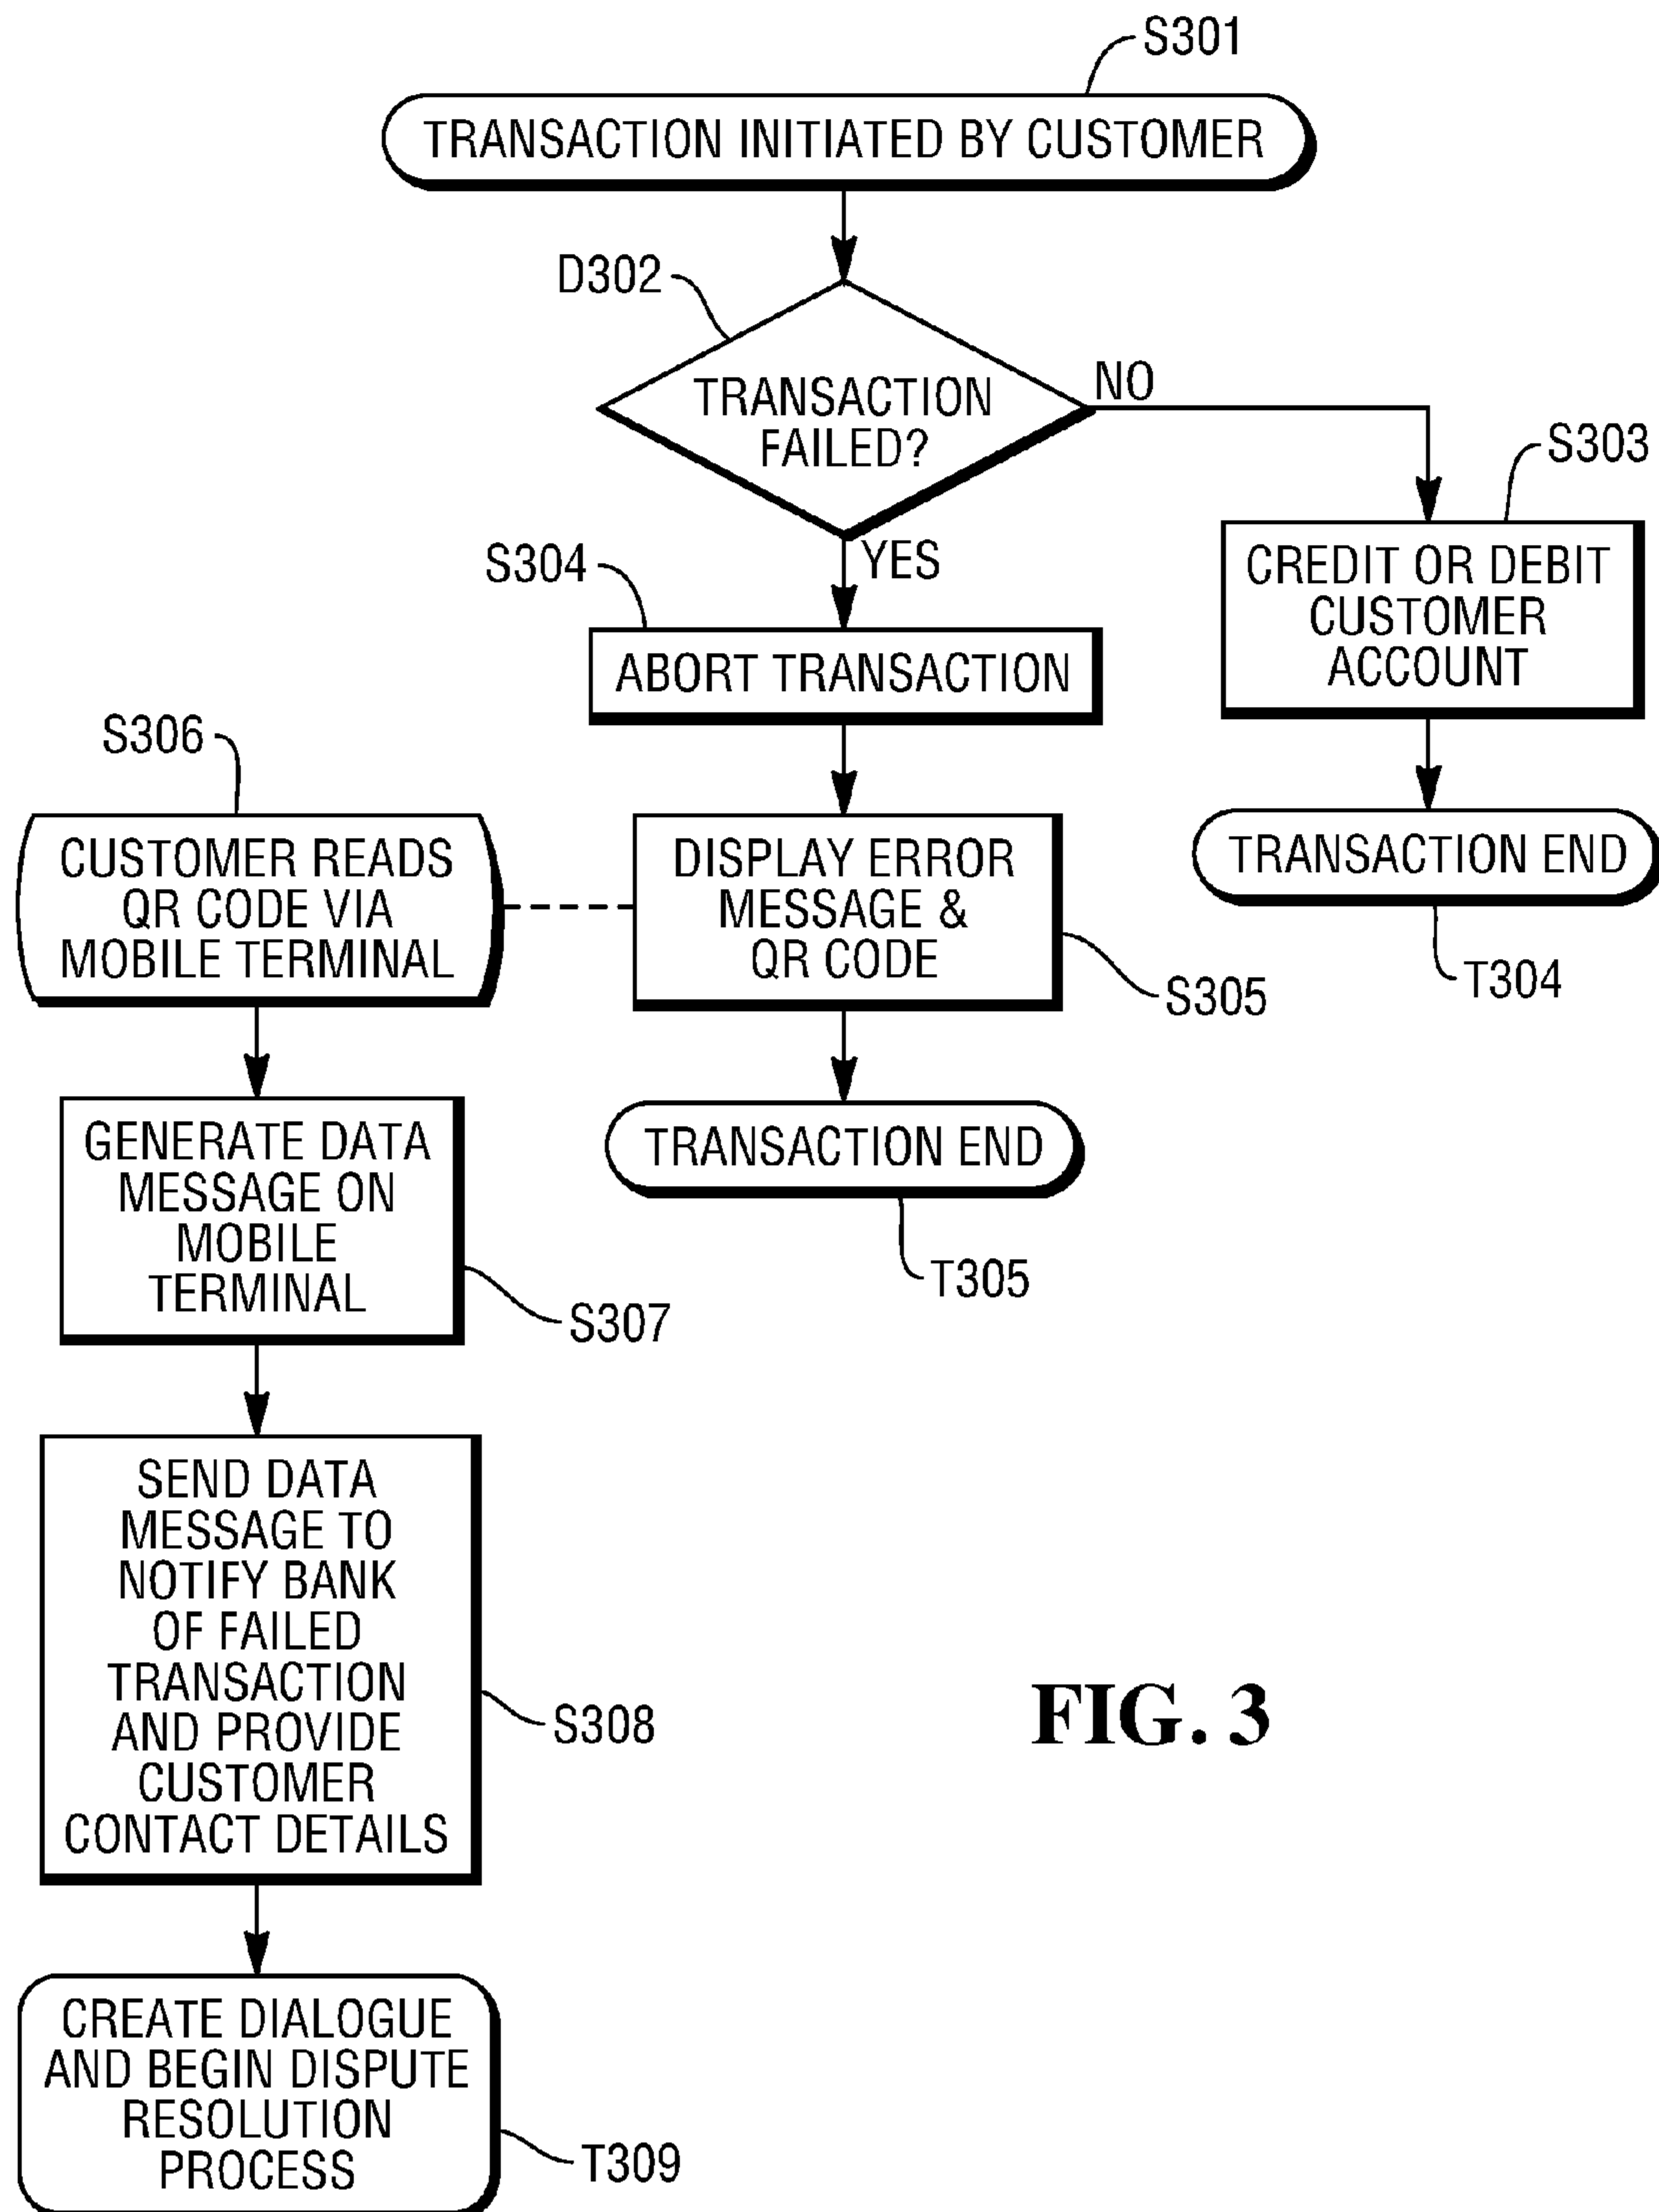 S301
TRANSACTION INITIATED BY CUSTOMER
D302
TRANSACTION
FAILED?
NO
YES
S303
CREDIT OR DEBIT
CUSTOMER
ACCOUNT
TRANSACTION END
T304
S304
ABORT TRANSACTION
DISPLAY ERROR
MESSAGE &
QR CODE
S305
TRANSACTION END
T305
S306
CUSTOMER READS
QR CODE VIA
MOBILE TERMINAL
GENERATE DATA
MESSAGE ON
MOBILE
TERMINAL
S307
SEND DATA
MESSAGE TO
NOTIFY BANK
OF FAILED
TRANSACTION
AND PROVIDE
CUSTOMER
CONTACT DETAILS
S308
CREATE DIALOGUE
AND BEGIN DISPUTE
RESOLUTION
PROCESS
T309
FIG. 3